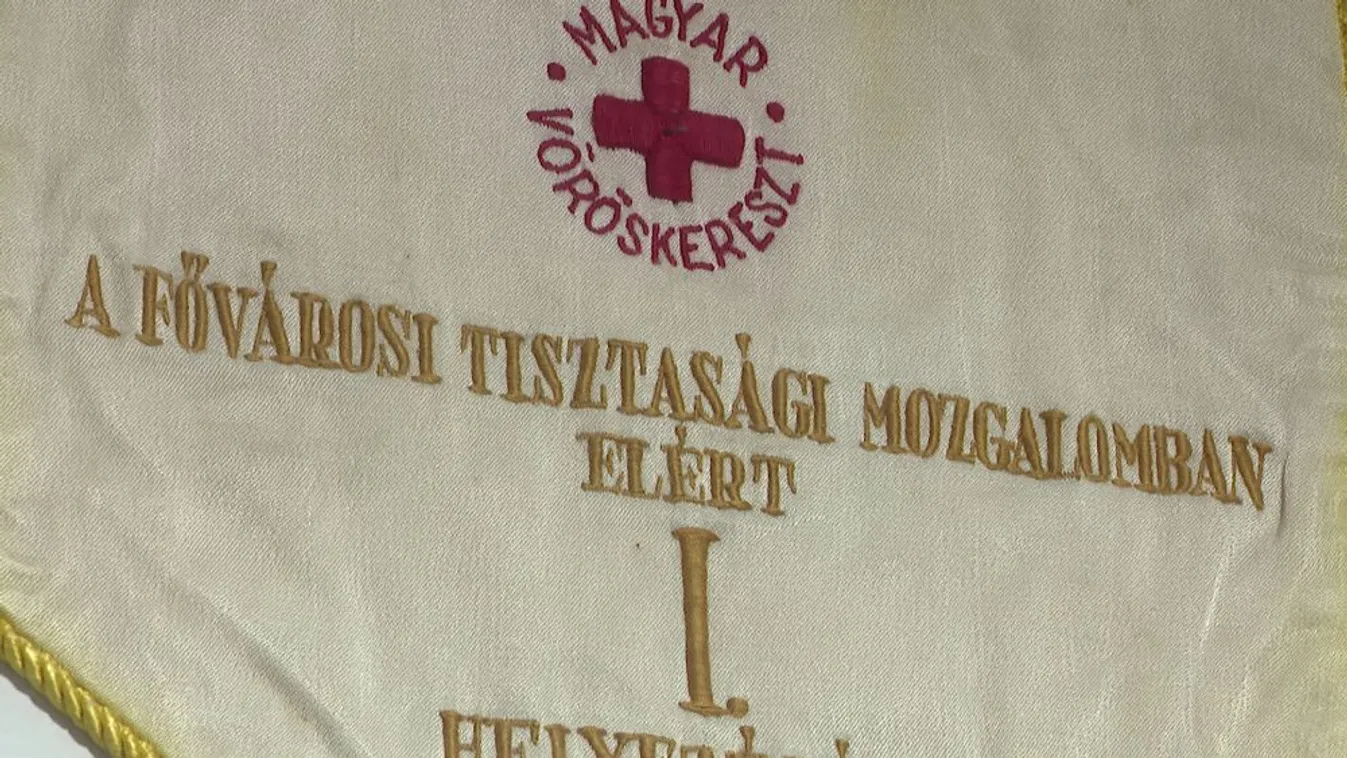 MAGYAR
VÖRÖSKERESZT
A FŐVÁROSI TISZTASÁGI MOZGALOMBAN
ELÉRT
I.